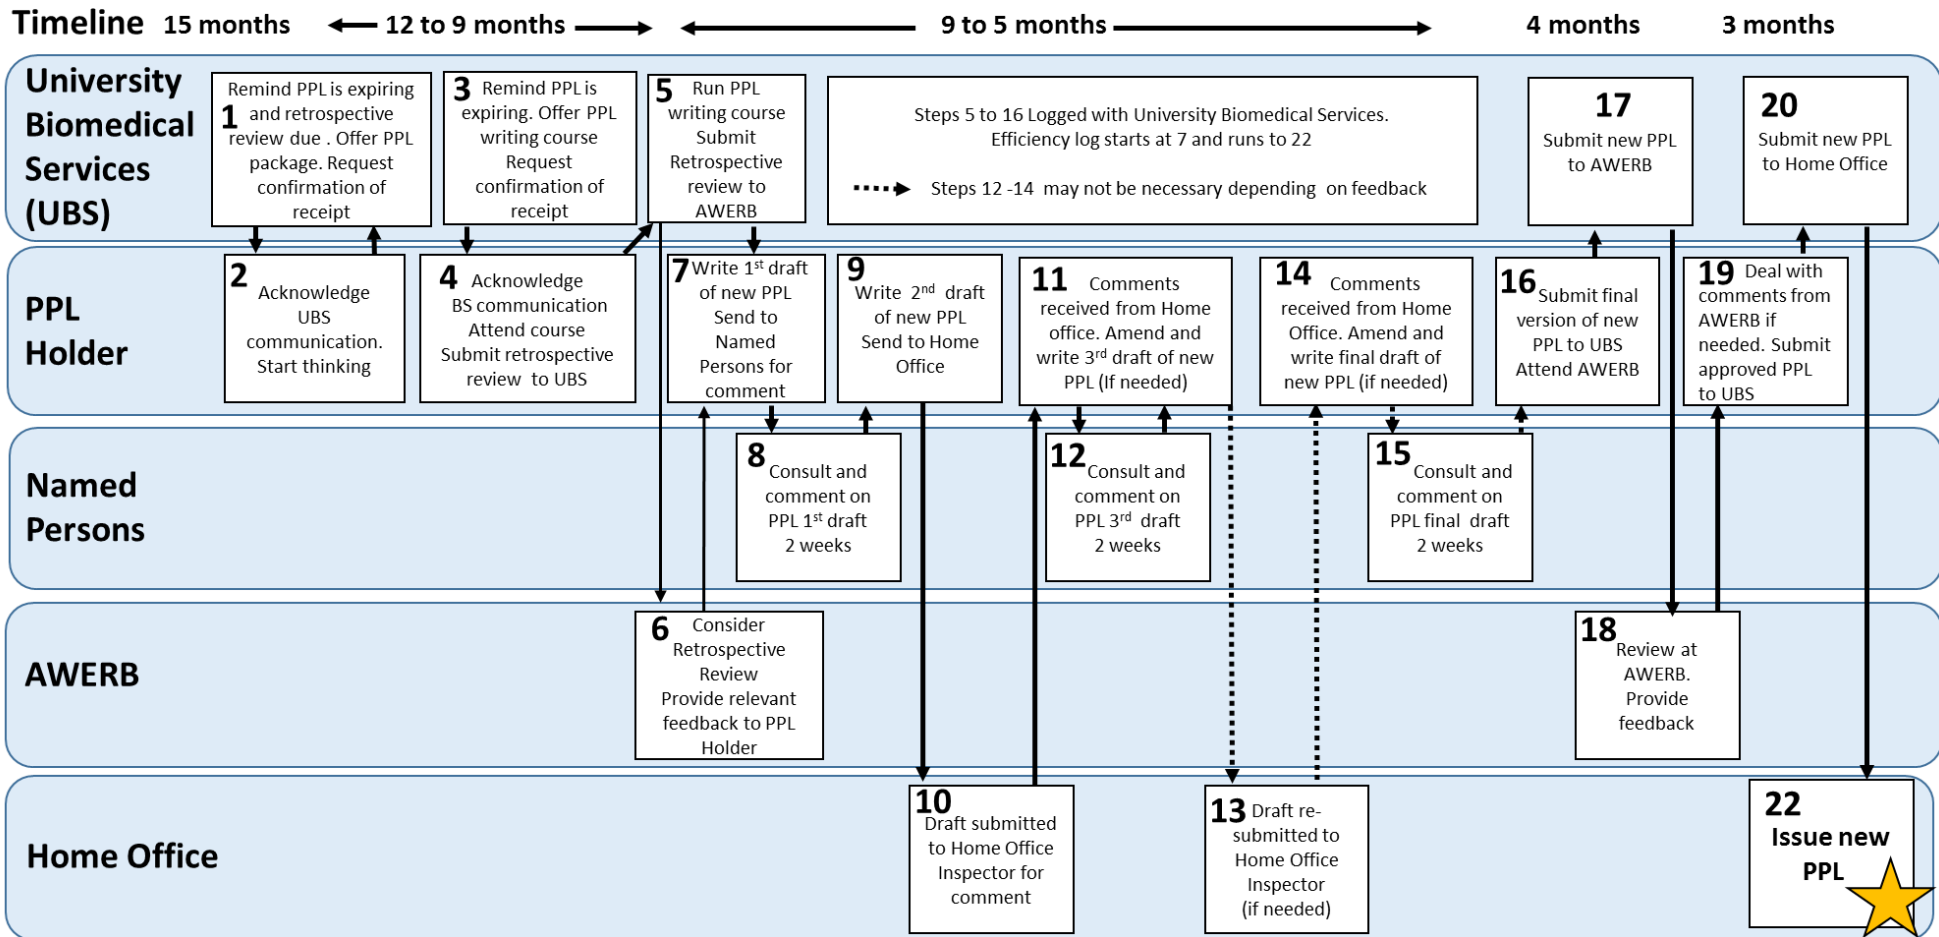 Timeline 15 months 12 to 9 months 9 to 5 months 4 months 3 months
University
Biomedical
Services
(UBS)
1
Remind PPL is expiring
and retrospective
review due . Offer PPL
package. Request
confirmation of
receipt
3
Remind PPL is
expiring. Offer PPL
writing course
Request
confirmation of
receipt
5
Run PPL
writing course
Submit
Retrospective
review to
AWERB
Steps 5 to 16 Logged with University Biomedical Services.
Efficiency log starts at 7 and runs to 22
Steps 12 -14 may not be necessary depending on feedback
17
Submit new PPL
to AWERB
20
Submit new PPL
to Home Office
PPL
Holder
2
Acknowledge
UBS
communication.
Start thinking
4
Acknowledge
BS communication
Attend course
Submit retrospective
review to UBS
7
Write 1st draft
of new PPL
Send to
Named
Persons for
comment
9
Write 2nd draft
of new PPL
Send to Home
Office
11
Comments
received from Home
office. Amend and
write 3rd draft of new
PPL (If needed)
14
Comments
received from Home
Office. Amend and
write final draft of
new PPL (if needed)
16
Submit final
version of new
PPL to UBS
Attend AWERB
19
Deal with
comments from
AWERB if
needed. Submit
approved PPL
to UBS
Named
Persons
8
Consult and
comment on
PPL 1st draft
2 weeks
12
Consult and
comment on
PPL 3rd draft
2 weeks
15
Consult and
comment on
PPL final draft
2 weeks
AWERB
6
Consider
Retrospective
Review
Provide relevant
feedback to PPL
Holder
18
Review at
AWERB.
Provide
feedback
Home Office
10
Draft submitted
to Home Office
Inspector for
comment
13
Draft re-
submitted to
Home Office
Inspector
(if needed)
22
Issue new
PPL